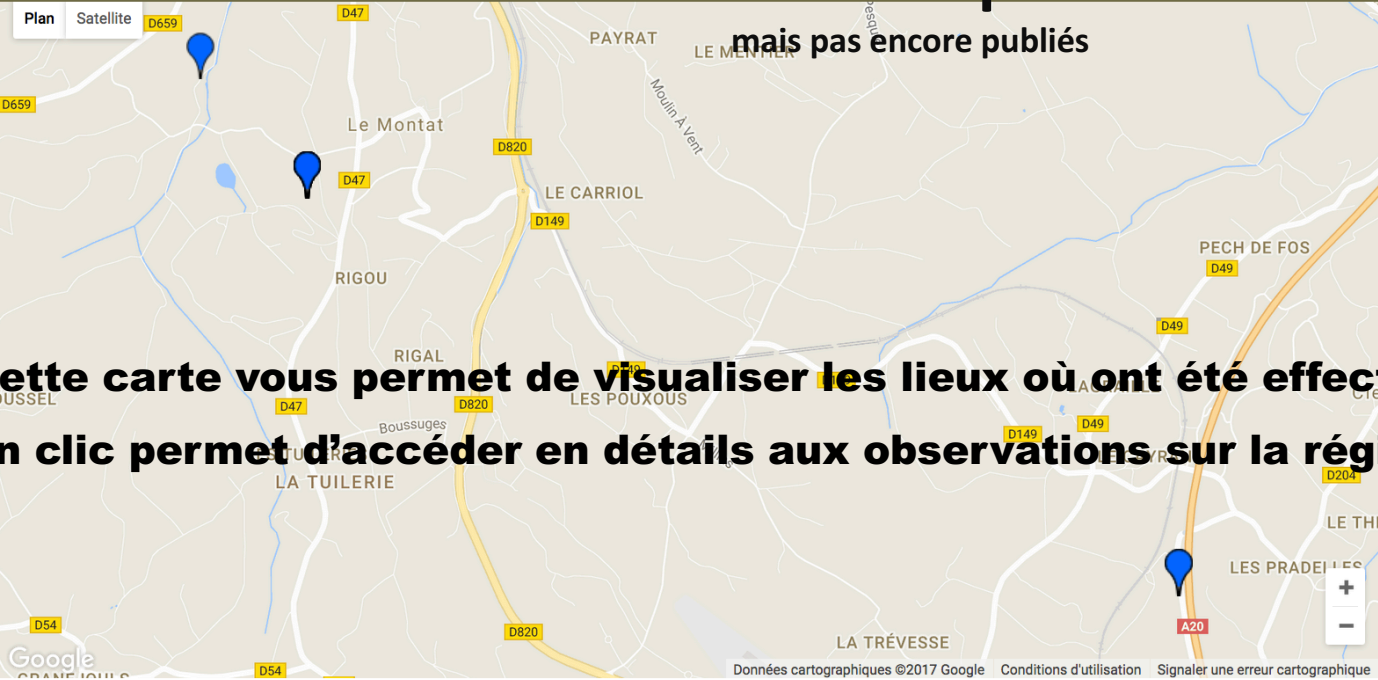 Plan Satellite
D659
D47
PAYRAT
LE MENTIER
mais pas encore publiés
D659
Moulin À Vent
Le Montat
D820
D47
LE CARRIOL
D149
PECH DE FOS
D49
RIGOU
D49
RIGAL
ette carte vous permet de visualiser les lieux où ont été effect
OUSSEL
D47
D820
LES POUXOUS
Boussuges
D149
D49
n clic permet d’accéder en détails aux observations sur la régi
LA TUILERIE
D204
LE TH
LES PRADELLES
+
−
D54
D820
A20
LA TRÉVESSE
Google
D54
Données cartographiques ©2017 Google Conditions d'utilisation Signaler une erreur cartographique